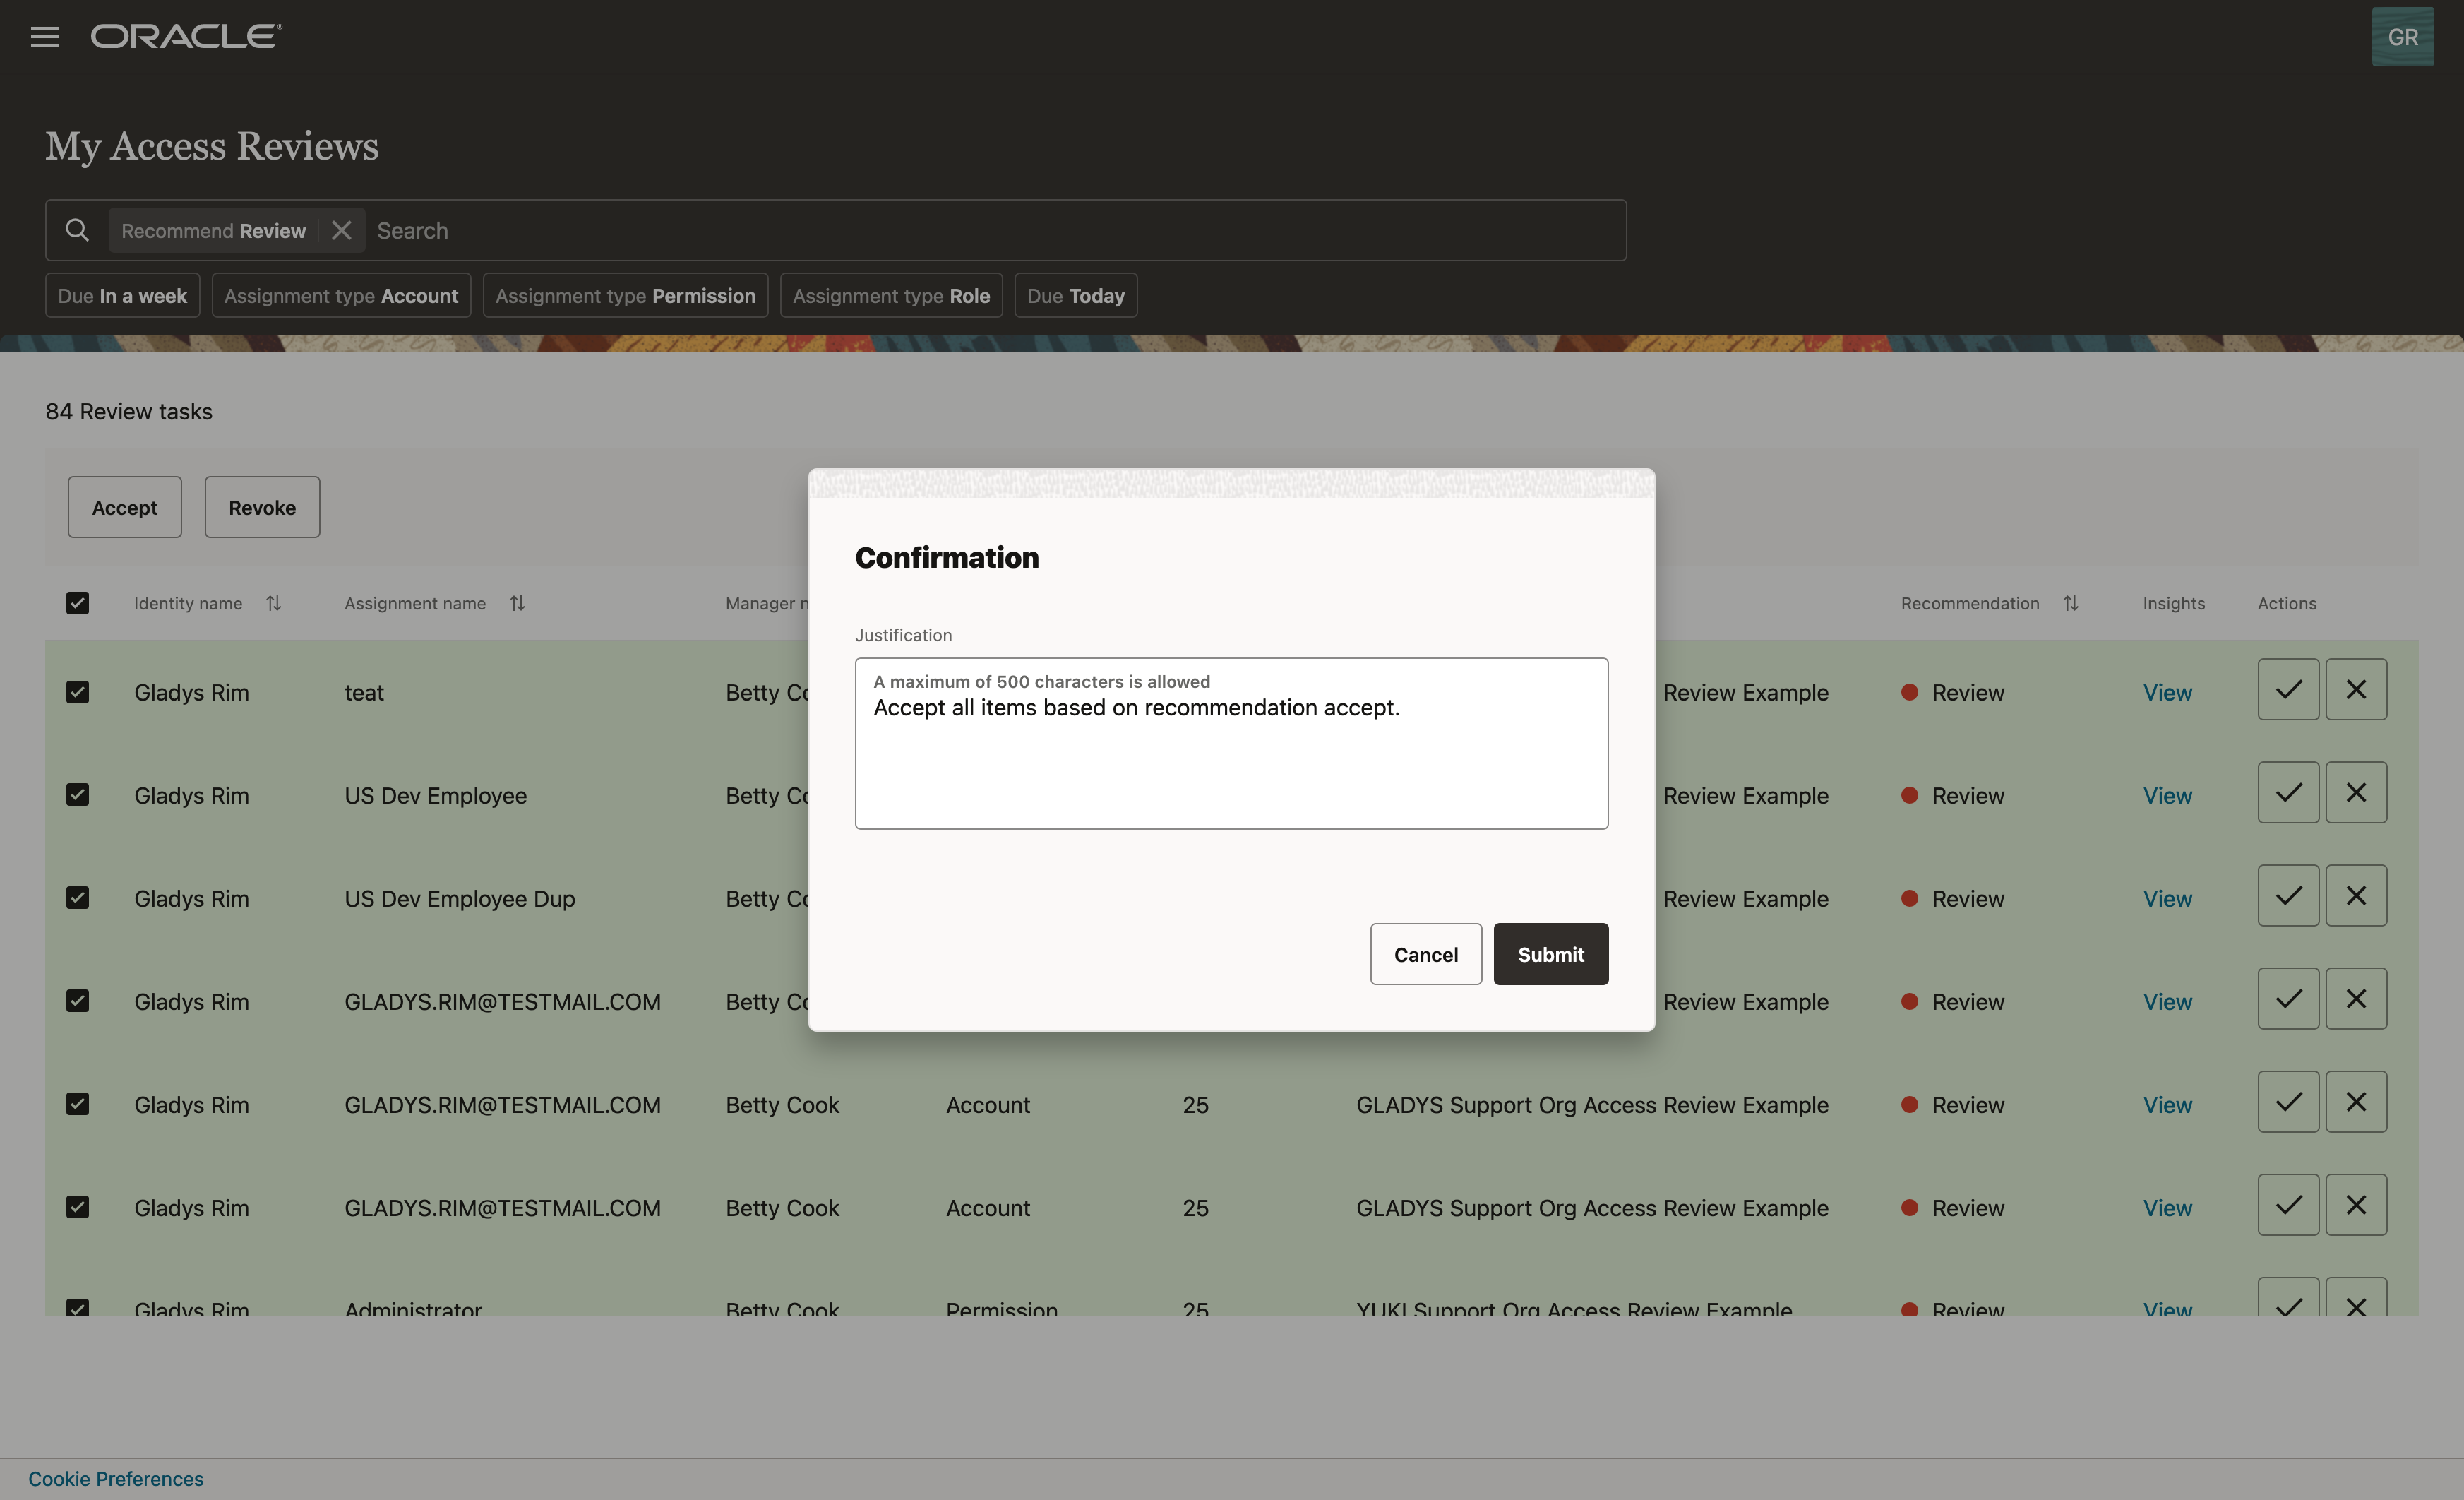 ORACLE
GR
My Access Reviews
Recommend Review Search
Due In a week Assignment type Account Assignment type Permission Assignment type Role Due Today
84 Review tasks
Accept Revoke
Confirmation
Identity name Assignment name Manager n Recommendation Insights Actions
Justification
A maximum of 500 characters is allowed
Accept all items based on recommendation accept.
Gladys Rim teat Betty Co Review Example Review View
Gladys Rim US Dev Employee Betty Co Review Example Review View
Gladys Rim US Dev Employee Dup Betty Co Review Example Review View
Cancel Submit
Gladys Rim GLADYS.RIM@TESTMAIL.COM Betty Co Review Example Review View
Gladys Rim GLADYS.RIM@TESTMAIL.COM Betty Cook Account 25 GLADYS Support Org Access Review Example Review View
Gladys Rim GLADYS.RIM@TESTMAIL.COM Betty Cook Account 25 GLADYS Support Org Access Review Example Review View
Gladys Rim Administrator Betty Cook Permission 25 YUKI Support Org Access Review Example Review View
Cookie Preferences